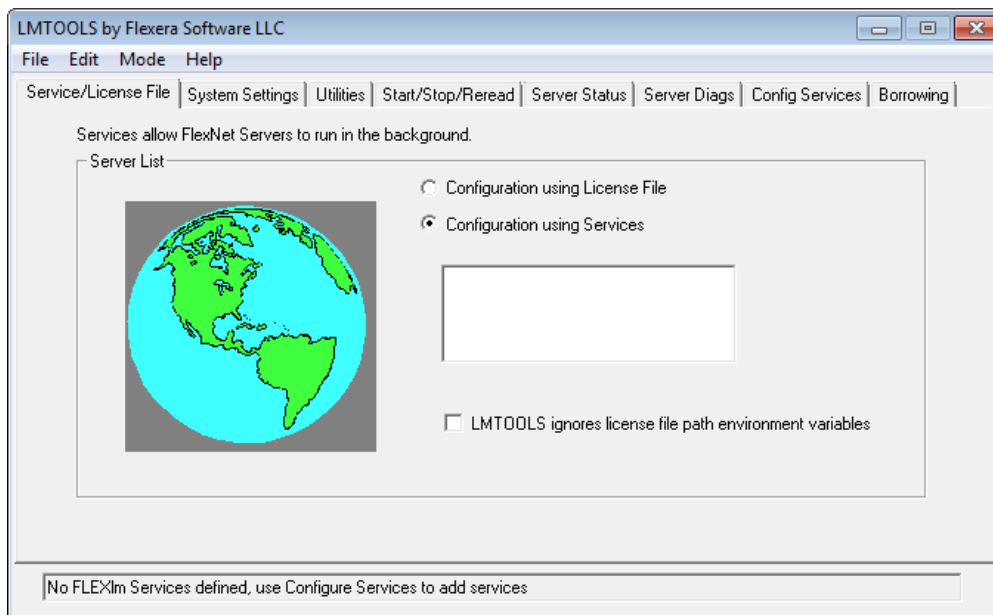 LMTOOLS by Flexera Software LLC
File Edit Mode Help
Service/License File System Settings Utilities Start/Stop/Reread Server Status Server Diags Config Services Borrowing
Services allow FlexNet Servers to run in the background.
Server List
Configuration using License File
Configuration using Services
LMTOOLS ignores license file path environment variables
No FLEXlm Services defined, use Configure Services to add services